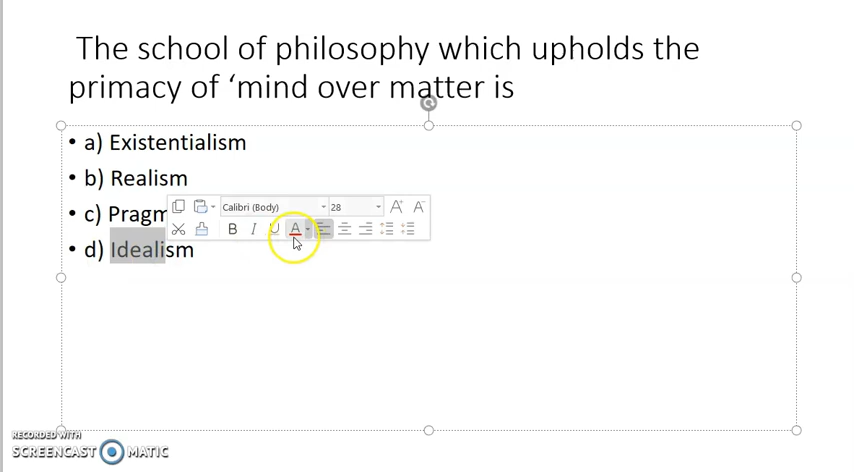 The school of philosophy which upholds the
primacy of ‘mind over matter is
• a) Existentialism
• b) Realism
• c) Pragm
Calibri (Body) 28 A A
B I U A
• d) Idealism
RECORDED WITH
SCREENCAST MATIC